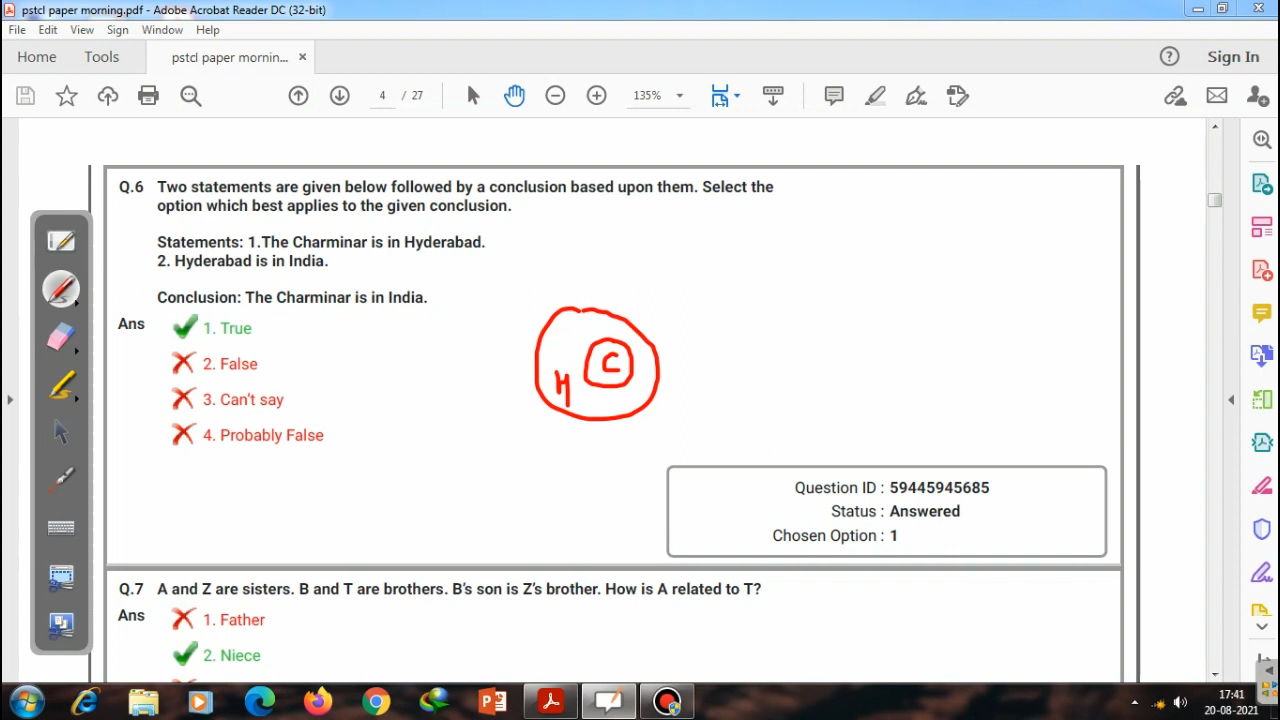 pstcl paper morning.pdf - Adobe Acrobat Reader DC (32-bit)
File Edit View Sign Window Help
Home Tools pstcl paper mornin... × Sign In
4 / 27 135%
Q.6 Two statements are given below followed by a conclusion based upon them. Select the
option which best applies to the given conclusion.
Statements: 1.The Charminar is in Hyderabad.
2. Hyderabad is in India.
Conclusion: The Charminar is in India.
Ans 1. True
2. False
3. Can't say
4. Probably False
C
H
Question ID : 59445945685
Status : Answered
Chosen Option : 1
Q.7 A and Z are sisters. B and T are brothers. B's son is Z's brother. How is A related to T?
Ans 1. Father
2. Niece
17:41
20-08-2021